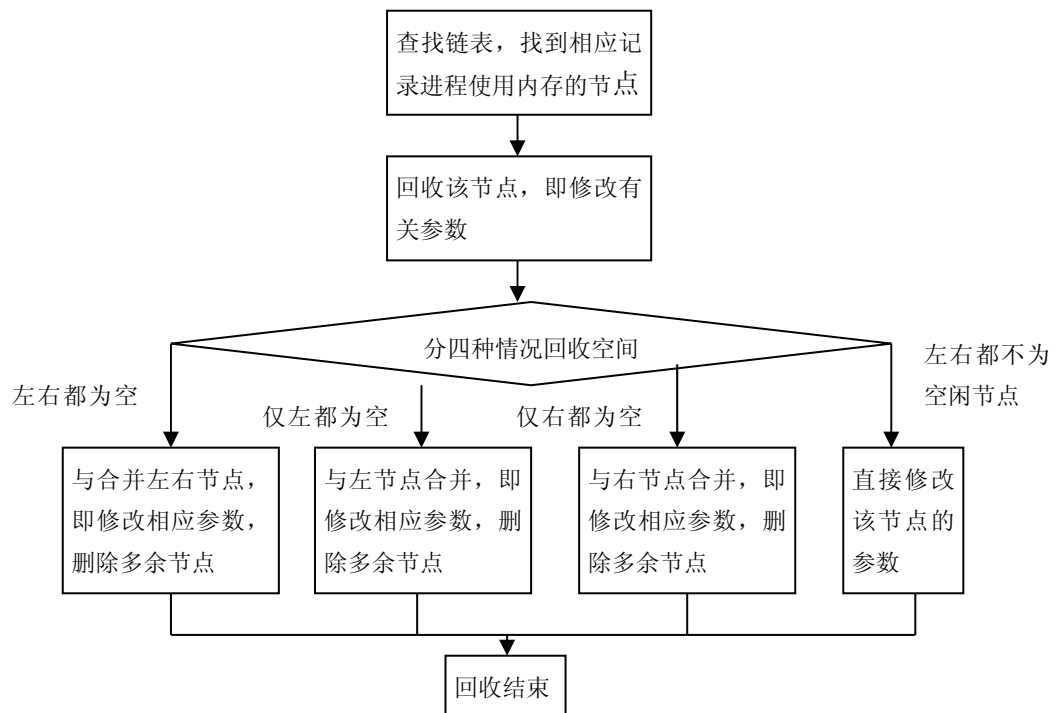 查找链表，找到相应记
录进程使用内存的节点
回收该节点，即修改有
关参数
分四种情况回收空间
左右都为空
仅左都为空
仅右都为空
左右都不为
空闲节点
与合并左右节点，
即修改相应参数，
删除多余节点
与左节点合并，即
修改相应参数，删
除多余节点
与右节点合并，即
修改相应参数，删
除多余节点
直接修改
该节点的
参数
回收结束